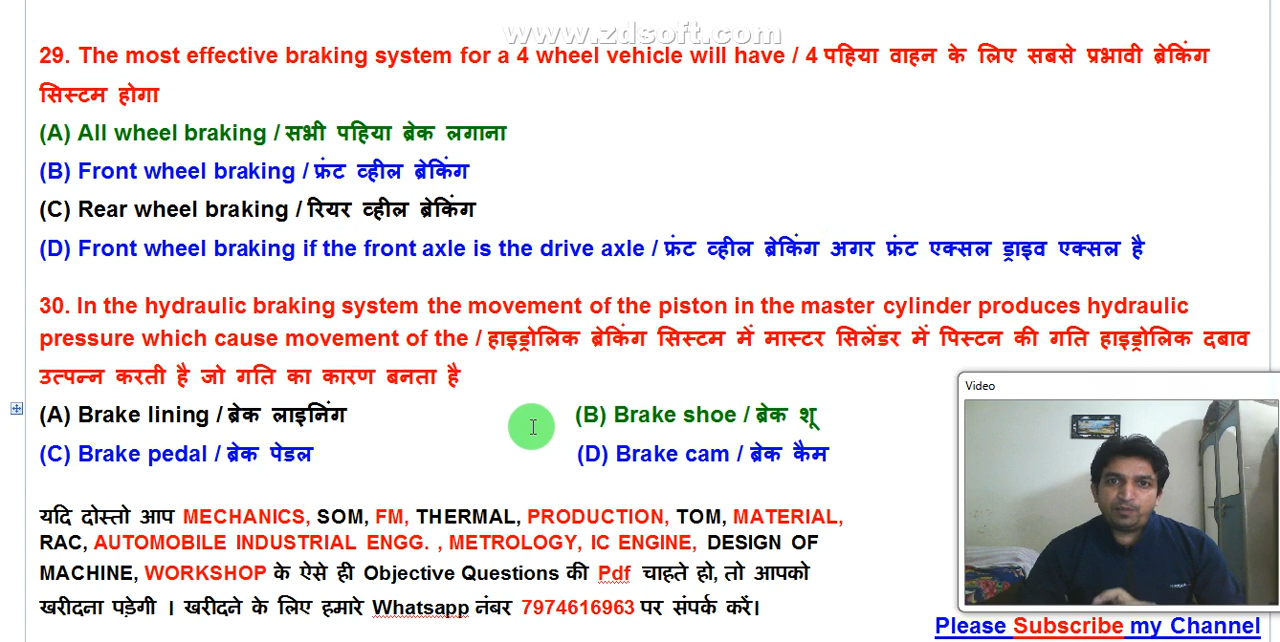 www.zdsoft.com
29. The most effective braking system for a 4 wheel vehicle will have / 4 पहिया वाहन के लिए सबसे प्रभावी ब्रेकिंग
सिस्टम होगा
(A) All wheel braking / सभी पहिया ब्रेक लगाना
(B) Front wheel braking / फ्रंट व्हील ब्रेकिंग
(C) Rear wheel braking / रियर व्हील ब्रेकिंग
(D) Front wheel braking if the front axle is the drive axle / फ्रंट व्हील ब्रेकिंग अगर फ्रंट एक्सल ड्राइव एक्सल है
30. In the hydraulic braking system the movement of the piston in the master cylinder produces hydraulic
pressure which cause movement of the / हाइड्रोलिक ब्रेकिंग सिस्टम में मास्टर सिलेंडर में पिस्टन की गति हाइड्रोलिक दबाव
उत्पन्न करती है जो गति का कारण बनता है
(A) Brake lining / ब्रेक लाइनिंग (B) Brake shoe / ब्रेक शू
(C) Brake pedal / ब्रेक पेडल (D) Brake cam / ब्रेक कैम
Video
यदि दोस्तो आप MECHANICS, SOM, FM, THERMAL, PRODUCTION, TOM, MATERIAL,
RAC, AUTOMOBILE INDUSTRIAL ENGG. , METROLOGY, IC ENGINE, DESIGN OF
MACHINE, WORKSHOP के ऐसे ही Objective Questions की Pdf चाहते हो, तो आपको
खरीदना पड़ेगी । खरीदने के लिए हमारे Whatsapp नंबर 7974616963 पर संपर्क करें।
Please Subscribe my Channel